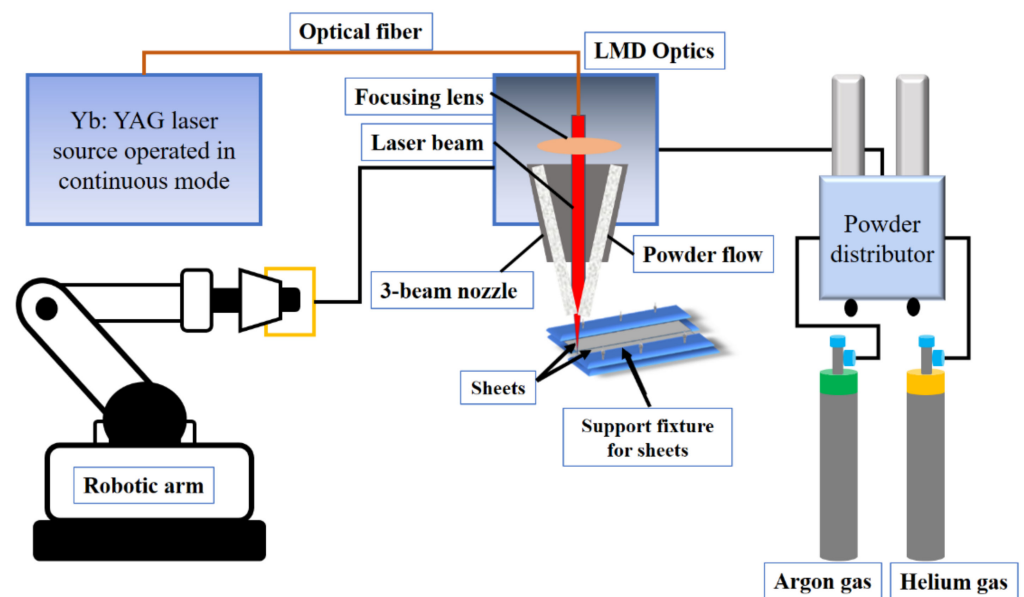 Optical fiber
LMD Optics
Yb: YAG laser
source operated in
continuous mode
Focusing lens
Laser beam
Powder
distributor
Powder flow
3-beam nozzle
Sheets
Support fixture
for sheets
Robotic arm
Argon gas
Helium gas